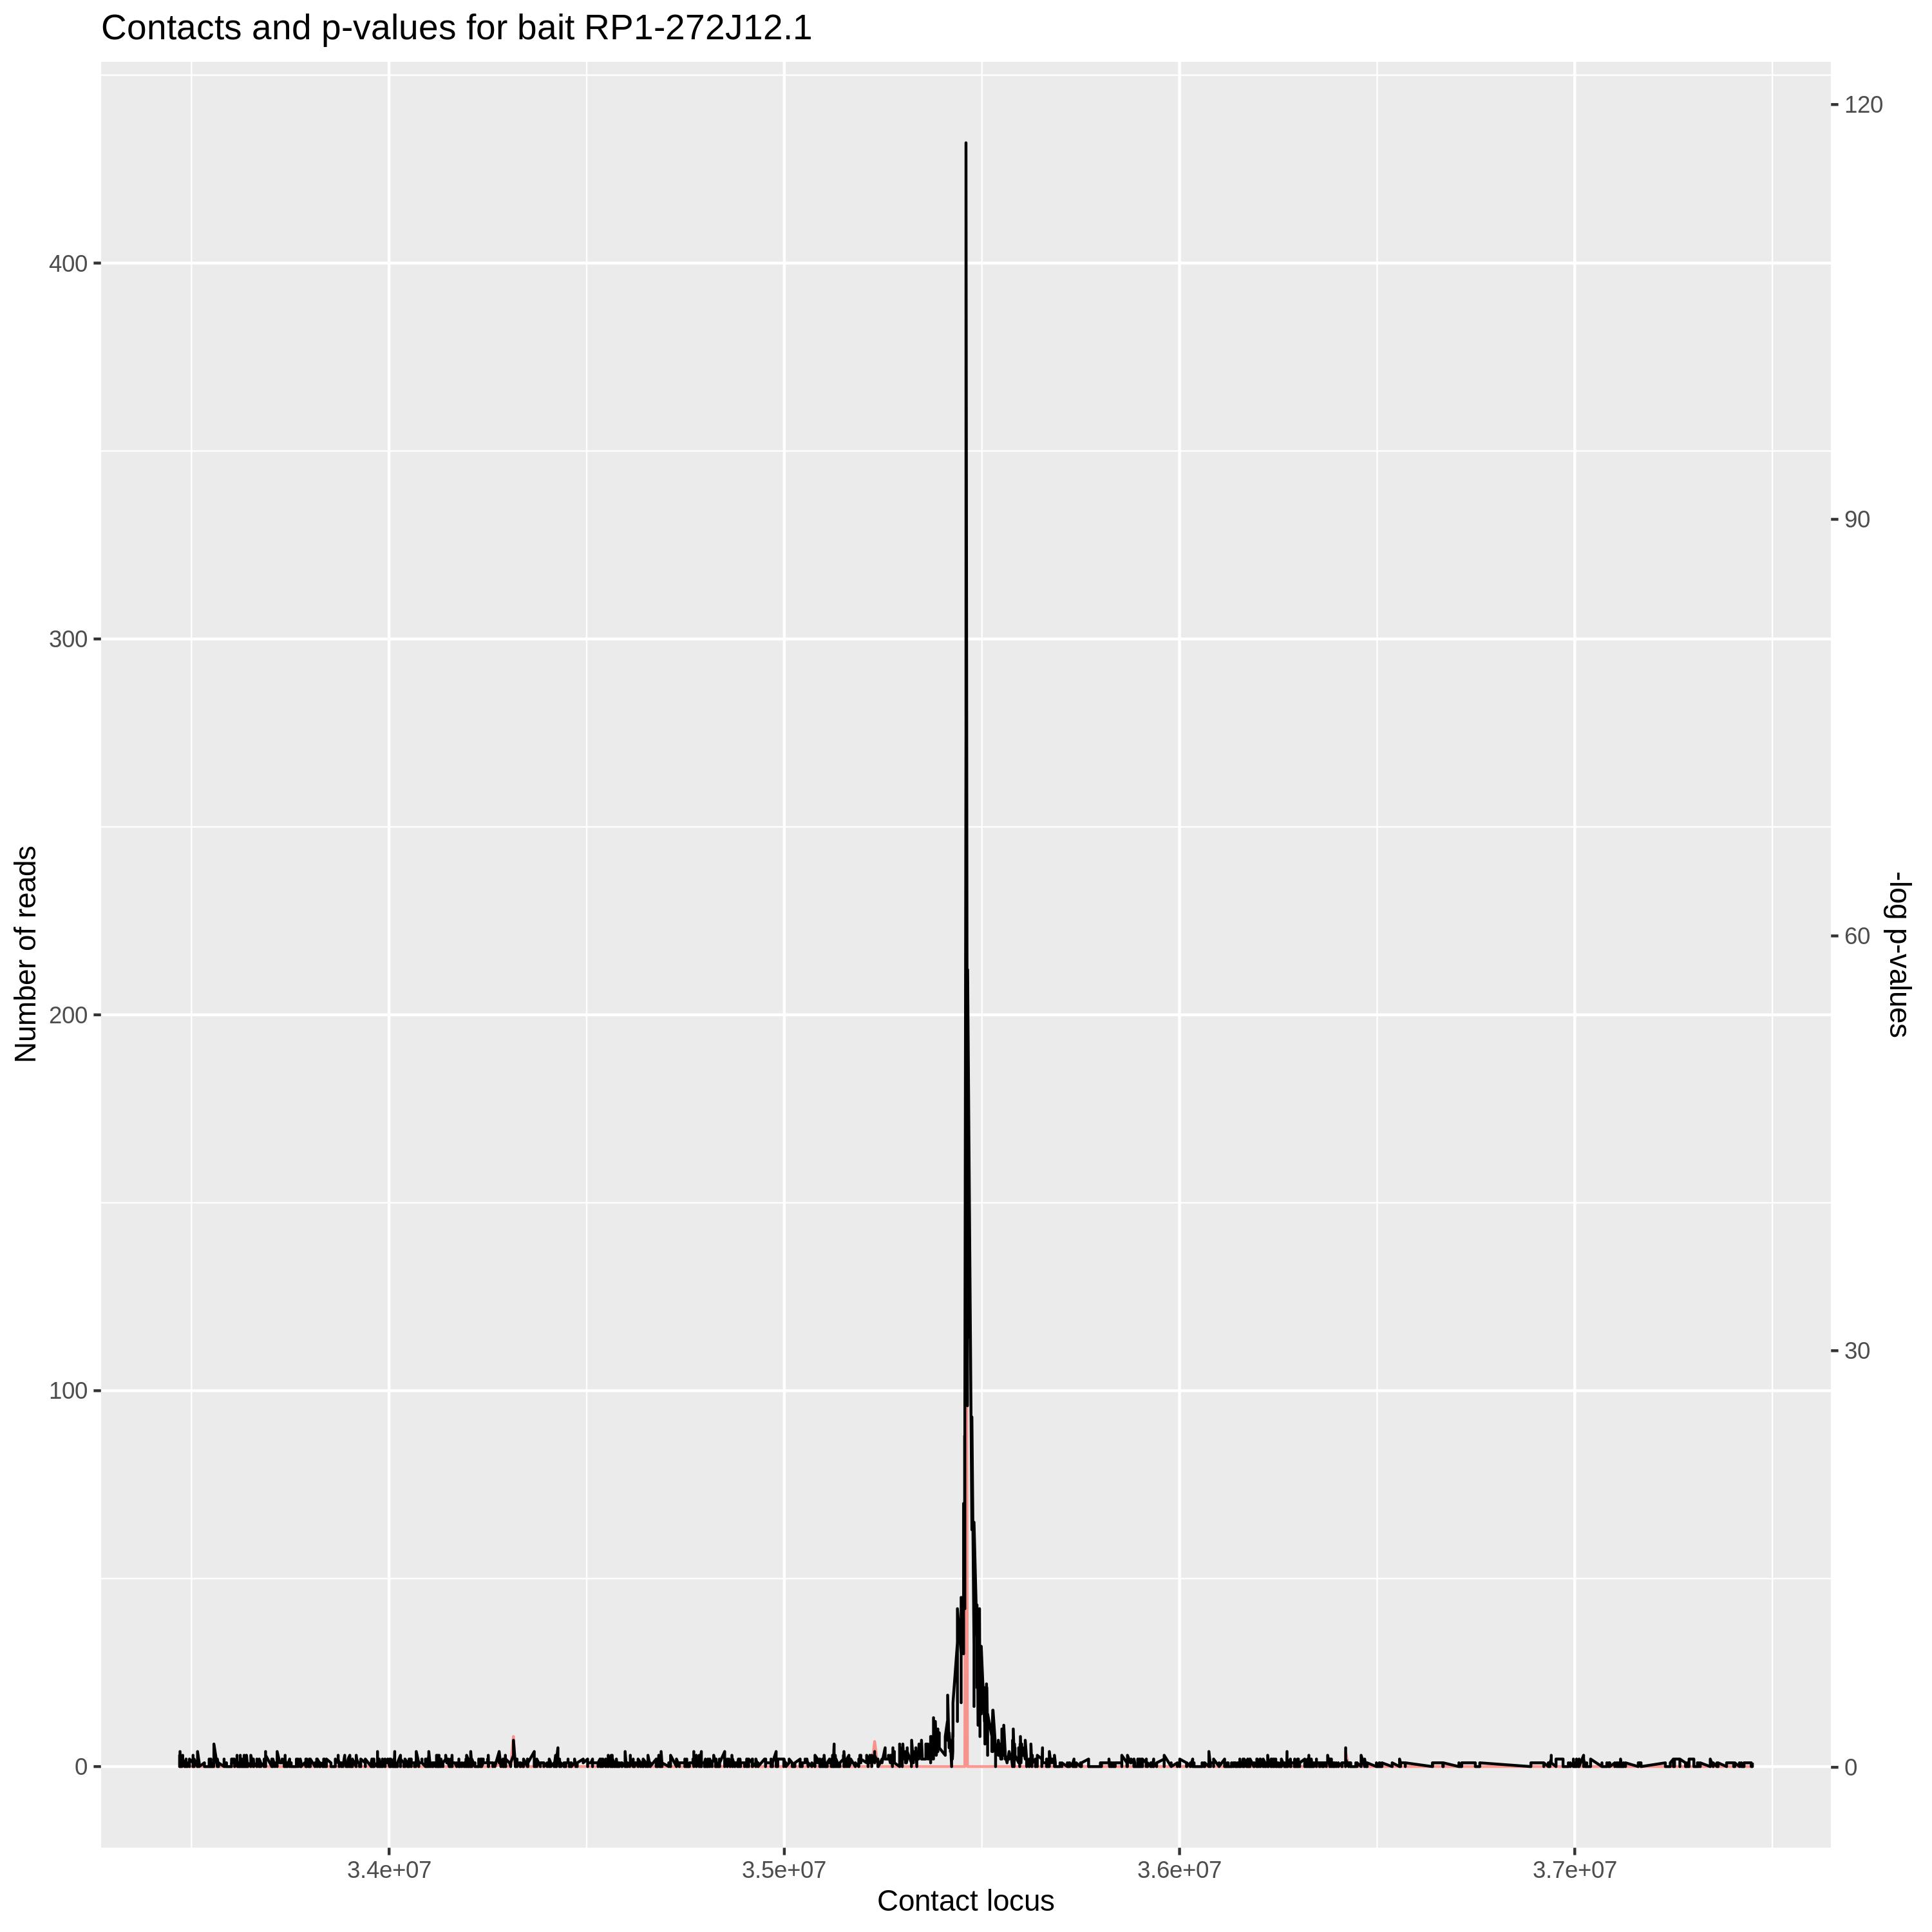 Contacts and p-values for bait RP1-272J12.1
120
400
90
300
Number of reads
-log p-values
60
200
100
30
0
0
3.4e+07
3.5e+07
3.6e+07
3.7e+07
Contact locus